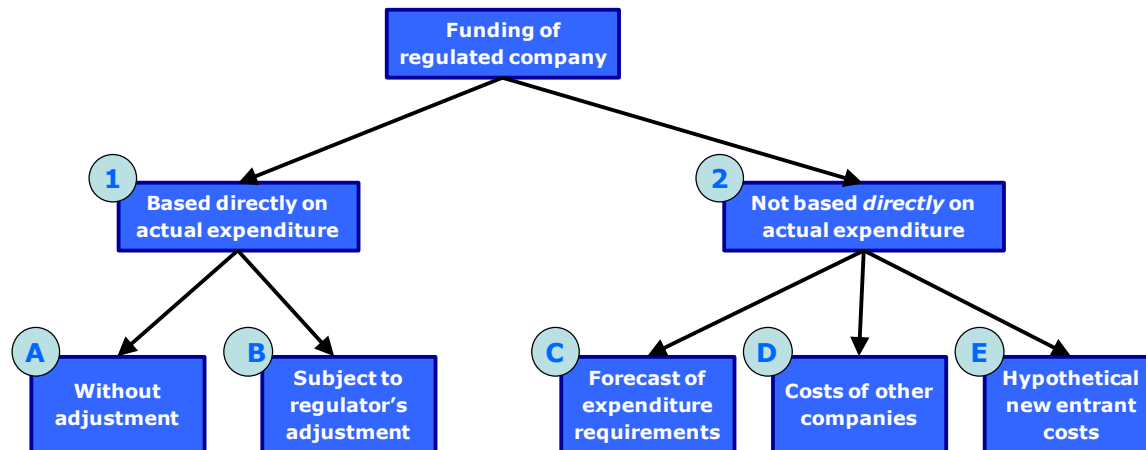 Funding of
regulated company
1
Based directly on
actual expenditure
2
Not based directly on
actual expenditure
A
Without
adjustment
B
Subject to
regulator's
adjustment
C
Forecast of
expenditure
requirements
D
Costs of other
companies
E
Hypothetical
new entrant
costs